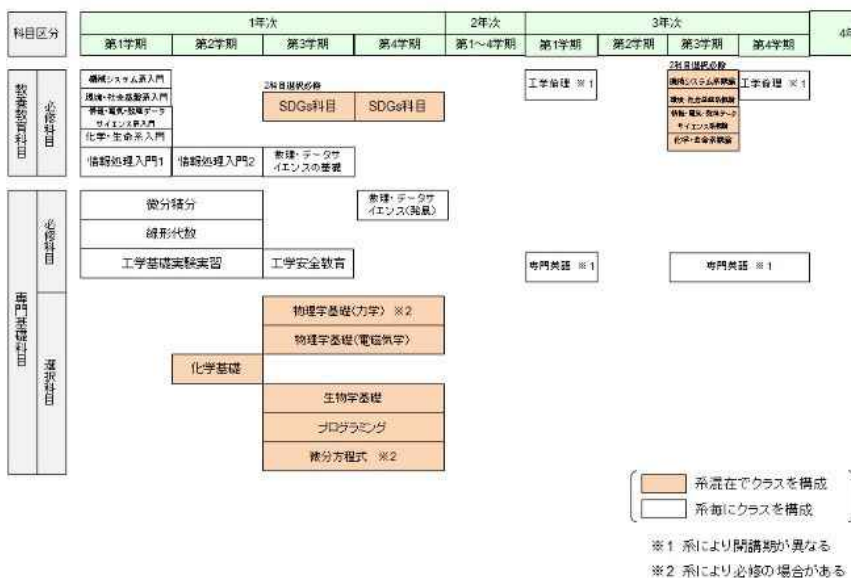 科目区分
1年次
2年次
3年次
4年
第1学期
第2学期
第3学期
第4学期
第1～4学期
第1学期
第2学期
第3学期
第4学期
教養教育科目
必修科目
機械システム系入門
環境・社会基盤系入門
情報・電気・数理データ
サイエンス系入門
化学・生命系入門
情報処理入門1
情報処理入門2
2科目選択必修
SDGs科目
SDGs科目
数理・データサ
イエンスの基礎
工学倫理 ※1
2科目選択必修
機械システム系概論
環境・社会基盤系概論
情報・電気・数理データ
サイエンス系概論
化学・生命系概論
工学倫理 ※1
専門基礎科目
必修科目
微分積分
線形代数
工学基礎実験実習
工学安全教育
数理・データサ
イエンス(発展)
専門英語 ※1
専門英語 ※1
選択科目
物理学基礎(力学) ※2
物理学基礎(電磁気学)
化学基礎
生物学基礎
プログラミング
微分方程式 ※2
系混在でクラスを構成
系毎にクラスを構成
※1 系により開講期が異なる
※2 系により必修の場合がある